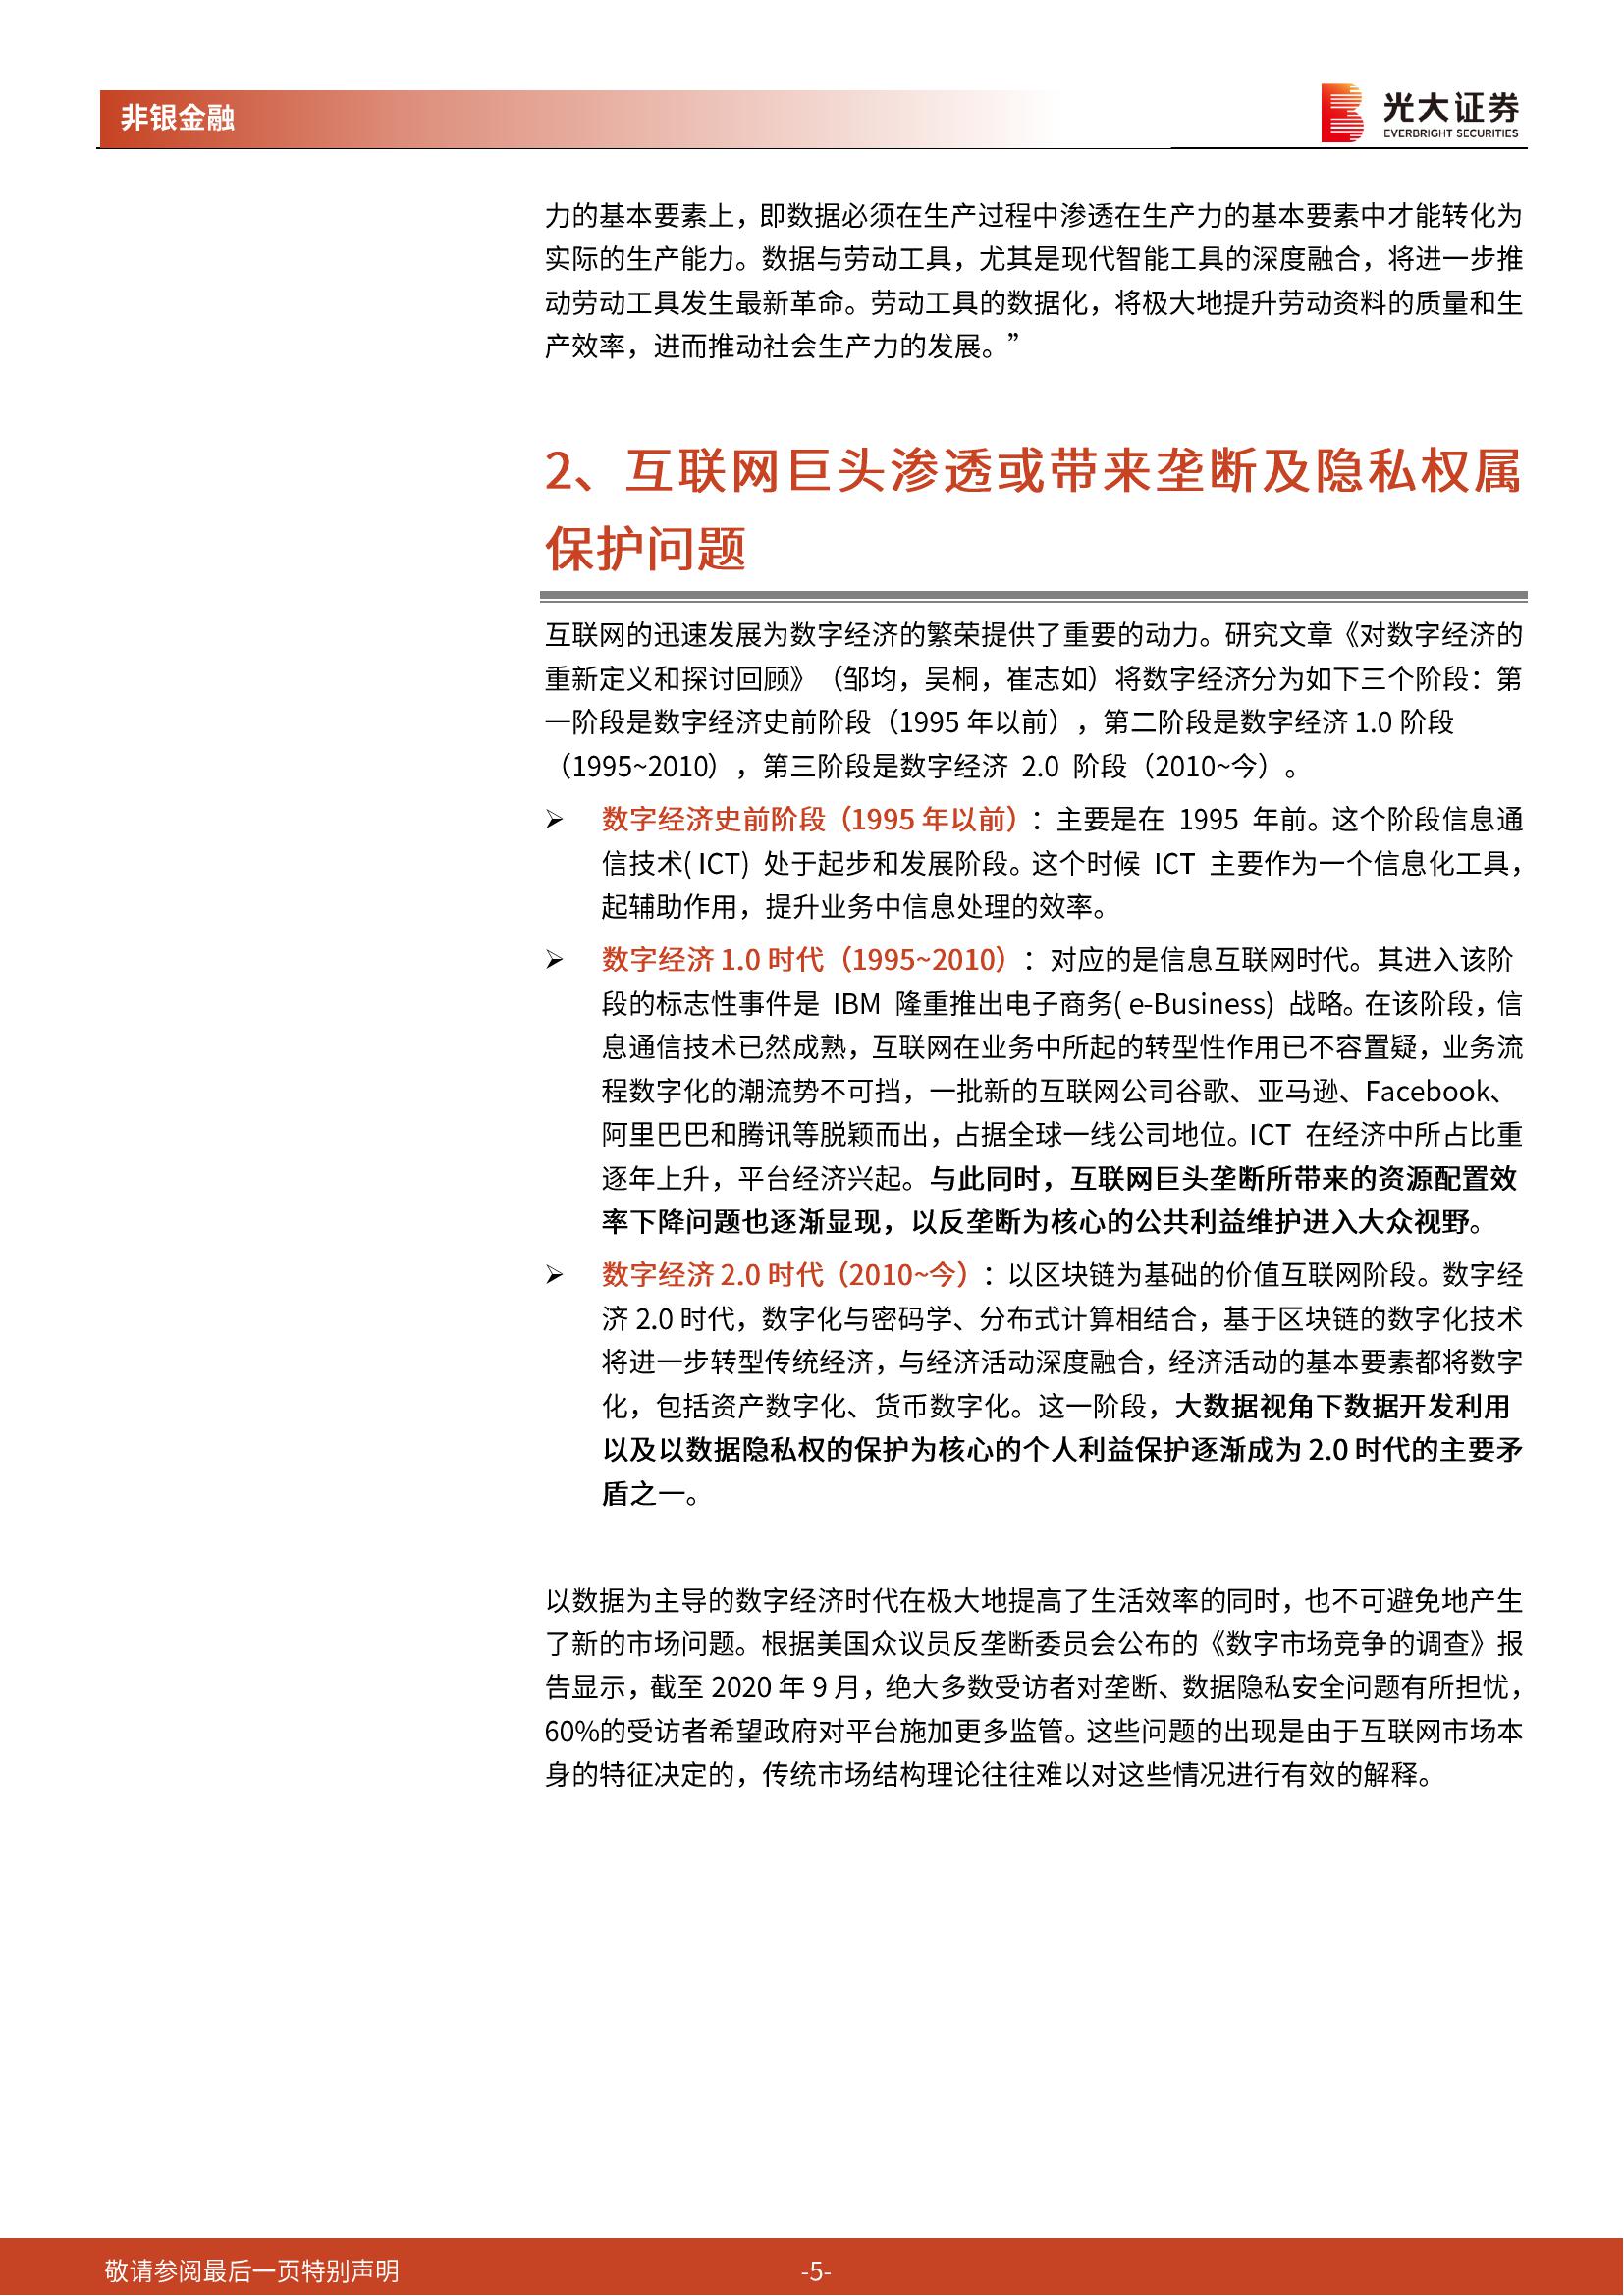 非银金融
光大证券
EVERBRIGHT SECURITIES
力的基本要素上，即数据必须在生产过程中渗透在生产力的基本要素中才能转化为
实际的生产能力。数据与劳动工具，尤其是现代智能工具的深度融合，将进一步推
动劳动工具发生最新革命。劳动工具的数据化，将极大地提升劳动资料的质量和生
产效率，进而推动社会生产力的发展。”
2、互联网巨头渗透或带来垄断及隐私权属
保护问题
互联网的迅速发展为数字经济的繁荣提供了重要的动力。研究文章《对数字经济的
重新定义和探讨回顾》（邹均，吴桐，崔志如）将数字经济分为如下三个阶段：第
一阶段是数字经济史前阶段（1995 年以前），第二阶段是数字经济 1.0 阶段
（1995~2010），第三阶段是数字经济 2.0 阶段（2010~今）。
➢ 数字经济史前阶段（1995 年以前）：主要是在 1995 年前。这个阶段信息通
信技术( ICT) 处于起步和发展阶段。这个时候 ICT 主要作为一个信息化工具，
起辅助作用，提升业务中信息处理的效率。
➢ 数字经济 1.0 时代（1995~2010）：对应的是信息互联网时代。其进入该阶
段的标志性事件是 IBM 隆重推出电子商务( e-Business) 战略。在该阶段，信
息通信技术已然成熟，互联网在业务中所起的转型性作用已不容置疑，业务流
程数字化的潮流势不可挡，一批新的互联网公司谷歌、亚马逊、Facebook、
阿里巴巴和腾讯等脱颖而出，占据全球一线公司地位。ICT 在经济中所占比重
逐年上升，平台经济兴起。与此同时，互联网巨头垄断所带来的资源配置效
率下降问题也逐渐显现，以反垄断为核心的公共利益维护进入大众视野。
➢ 数字经济 2.0 时代（2010~今）：以区块链为基础的价值互联网阶段。数字经
济 2.0 时代，数字化与密码学、分布式计算相结合，基于区块链的数字化技术
将进一步转型传统经济，与经济活动深度融合，经济活动的基本要素都将数字
化，包括资产数字化、货币数字化。这一阶段，大数据视角下数据开发利用
以及以数据隐私权的保护为核心的个人利益保护逐渐成为 2.0 时代的主要矛
盾之一。
以数据为主导的数字经济时代在极大地提高了生活效率的同时，也不可避免地产生
了新的市场问题。根据美国众议员反垄断委员会公布的《数字市场竞争的调查》报
告显示，截至 2020 年 9 月，绝大多数受访者对垄断、数据隐私安全问题有所担忧，
60%的受访者希望政府对平台施加更多监管。这些问题的出现是由于互联网市场本
身的特征决定的，传统市场结构理论往往难以对这些情况进行有效的解释。
敬请参阅最后一页特别声明
-5-